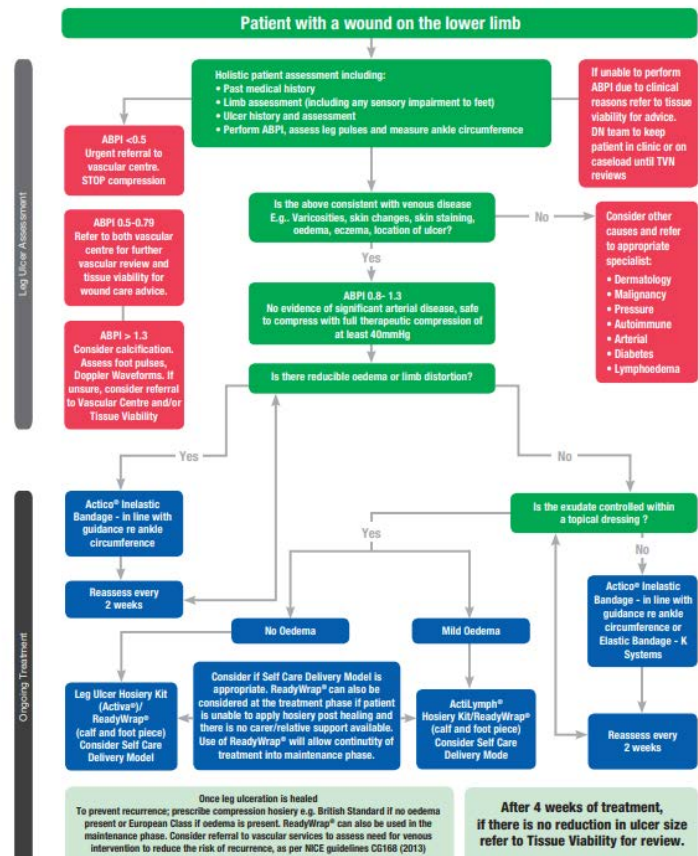 Patient with a wound on the lower limb
Leg Ulcer Assessment
Holistic patient assessment including:
• Past medical history
• Limb assessment (including any sensory impairment to feet)
• Ulcer history and assessment
• Perform ABPI, assess leg pulses and measure ankle circumference
If unable to perform
ABPI due to clinical
reasons refer to tissue
viability for advice.
DN team to keep
patient in clinic or on
caseload until TVN
reviews
ABPI <0.5
Urgent referral to
vascular centre.
STOP compression
ABPI 0.5-0.79
Refer to both vascular
centre for further
vascular review and
tissue viability for
wound care advice.
ABPI > 1.3
Consider calcification.
Assess foot pulses,
Doppler Waveforms. If
unsure, consider referral
to Vascular Centre and/or
Tissue Viability
Is the above consistent with venous disease
E.g.. Varicosities, skin changes, skin staining,
oedema, eczema, location of ulcer?
No
Yes
Consider other
causes and refer
to appropriate
specialist:
• Dermatology
• Malignancy
• Pressure
• Autoimmune
• Arterial
• Diabetes
• Lymphoedema
ABPI 0.8- 1.3
No evidence of significant arterial disease, safe
to compress with full therapeutic compression of
at least 40mmHg
Is there reducible oedema or limb distortion?
Yes
No
Ongoing Treatment
Actico® Inelastic
Bandage - in line with
guidance re ankle
circumference
Reassess every
2 weeks
Is the exudate controlled within
a topical dressing ?
Yes
No
Actico® Inelastic
Bandage - in line with
guidance re ankle
circumference or
Elastic Bandage - K
Systems
Reassess every
2 weeks
No Oedema
Mild Oedema
Leg Ulcer Hosiery Kit
(Activa®)/
ReadyWrap®
(calf and foot piece)
Consider Self Care
Delivery Model
Consider if Self Care Delivery Model is
appropriate. ReadyWrap® can also be
considered at the treatment phase if patient
is unable to apply hosiery post healing and
there is no carer/relative support available.
Use of ReadyWrap® will allow continuity of
treatment into maintenance phase.
ActiLymph®
Hosiery Kit/ReadyWrap®
(calf and foot piece)
Consider Self Care
Delivery Mode
Once leg ulceration is healed
To prevent recurrence; prescribe compression hosiery e.g. British Standard if no oedema
present or European Class if oedema is present. ReadyWrap® can also be used in the
maintenance phase. Consider referral to vascular services to assess need for venous
intervention to reduce the risk of recurrence, as per NICE guidelines CG168 (2013)
After 4 weeks of treatment,
if there is no reduction in ulcer size
refer to Tissue Viability for review.